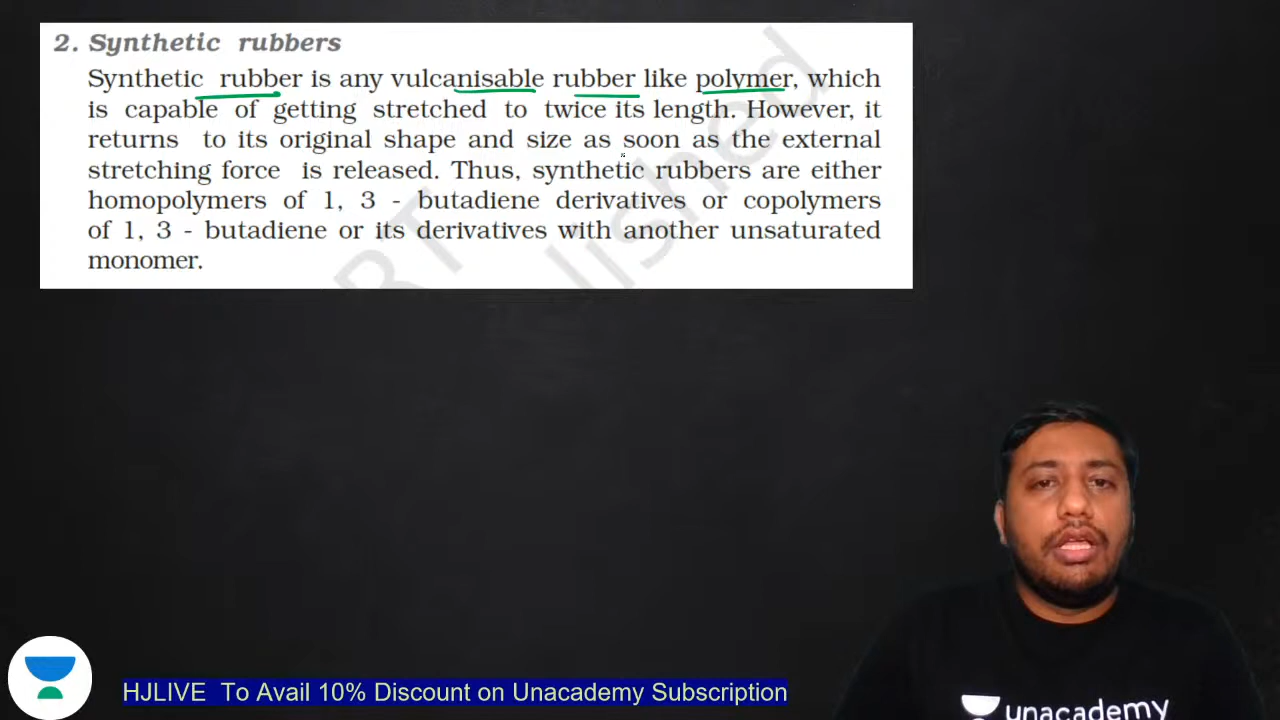 2. Synthetic rubbers
Synthetic rubber is any vulcanisable rubber like polymer, which
is capable of getting stretched to twice its length. However, it
returns to its original shape and size as soon as the external
stretching force is released. Thus, synthetic rubbers are either
homopolymers of 1, 3 - butadiene derivatives or copolymers
of 1, 3 - butadiene or its derivatives with another unsaturated
monomer.
HJLIVE To Avail 10% Discount on Unacademy Subscription
unacademy